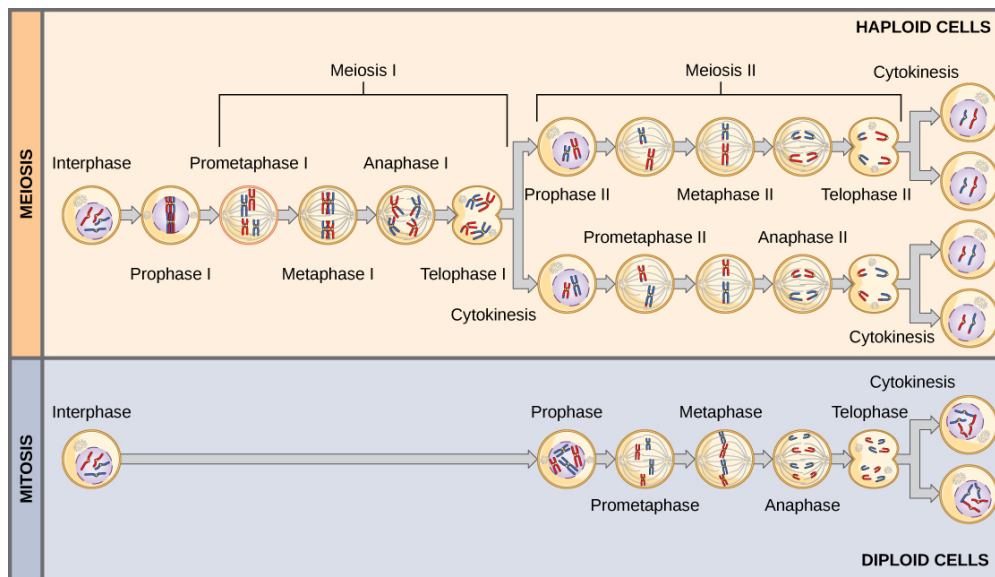 HAPLOID CELLS
MEIOSIS
Meiosis I
Meiosis II
Cytokinesis
Interphase
Prometaphase I
Anaphase I
Prophase II
Metaphase II
Telophase II
Prophase I
Metaphase I
Telophase I
Prometaphase II
Anaphase II
Cytokinesis
Cytokinesis
MITOSIS
Cytokinesis
Interphase
Prophase
Metaphase
Telophase
Prometaphase
Anaphase
DIPLOID CELLS